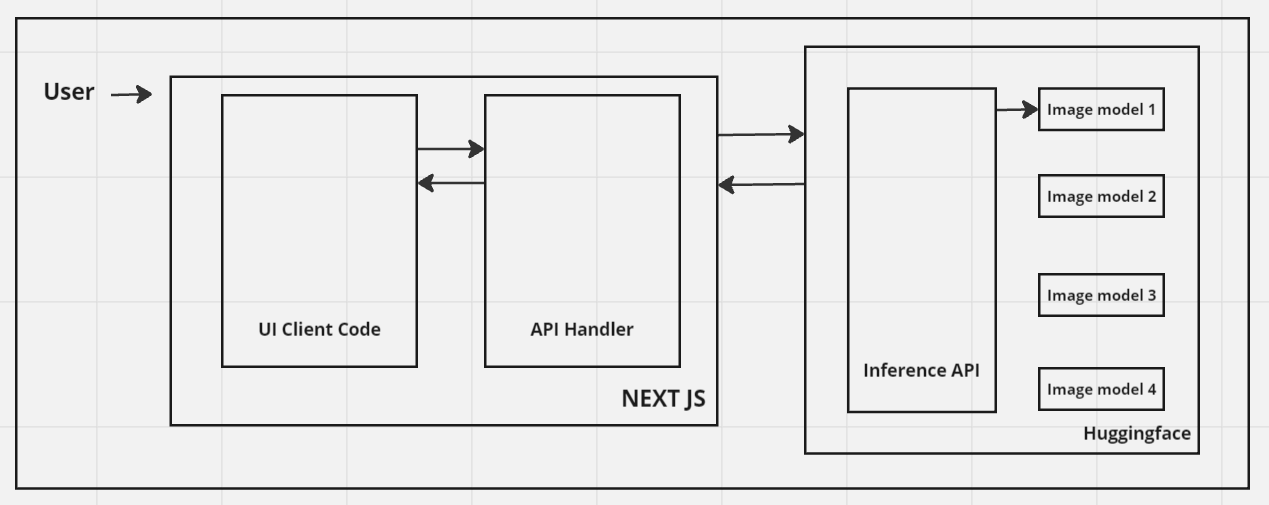 User
UI Client Code
API Handler
NEXT JS
Inference API
Image model 1
Image model 2
Image model 3
Image model 4
Huggingface